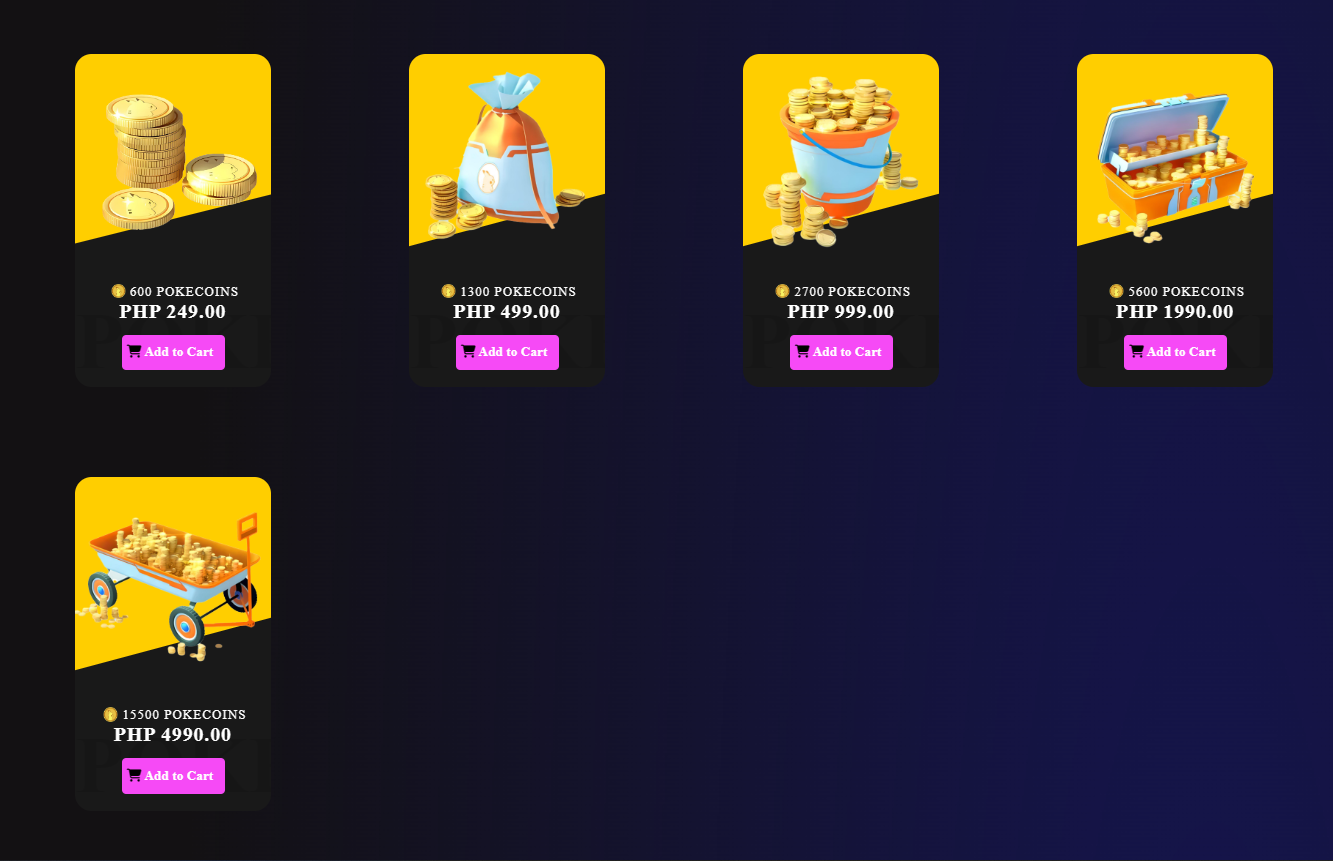 600 POKECOINS
PHP 249.00
Add to Cart
1300 POKECOINS
PHP 499.00
Add to Cart
2700 POKECOINS
PHP 999.00
Add to Cart
5600 POKECOINS
PHP 1990.00
Add to Cart
15500 POKECOINS
PHP 4990.00
Add to Cart